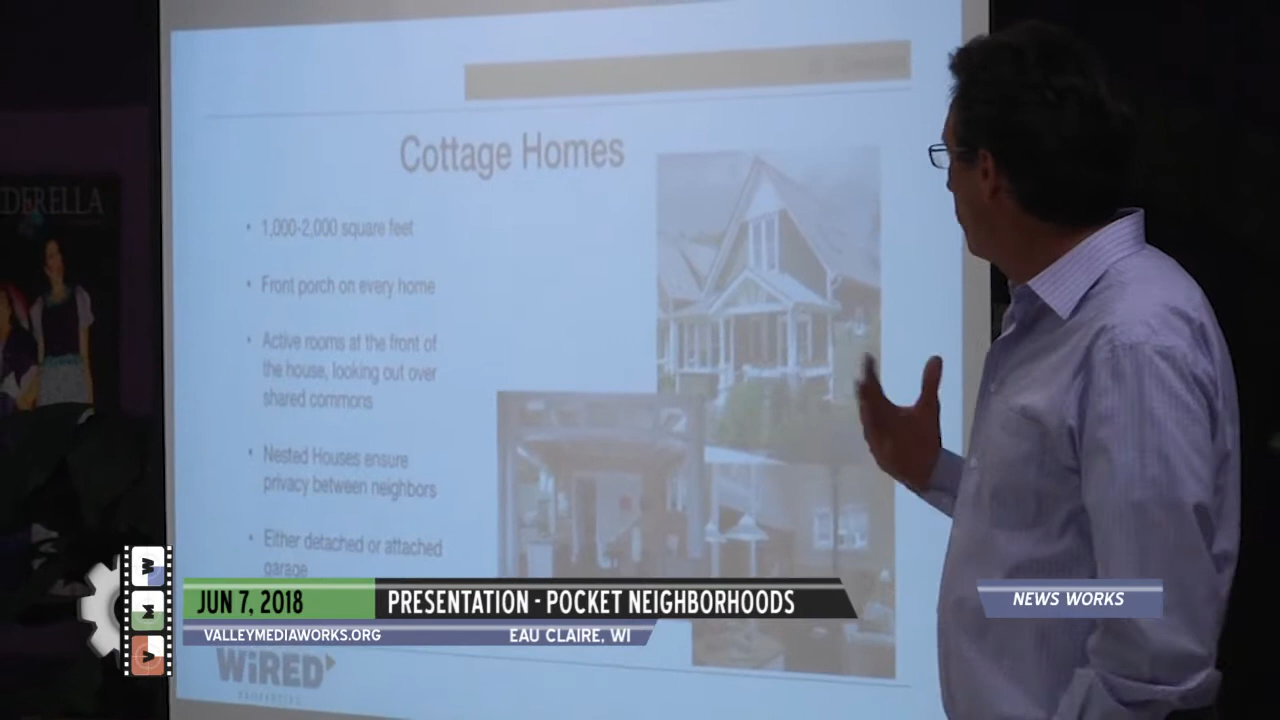 Cottage Homes
• 1,000-2,000 square feet
• Front porch on every home
• Active rooms at the front of
the house, looking out over
shared commons
• Nested Houses ensure
privacy between neighbors
• Either detached or attached
garage
DERELLA
W
M
V
JUN 7, 2018
PRESENTATION - POCKET NEIGHBORHOODS
NEWS WORKS
VALLEYMEDIAWORKS.ORG
EAU CLAIRE, WI
WiRED
PROPERTIES